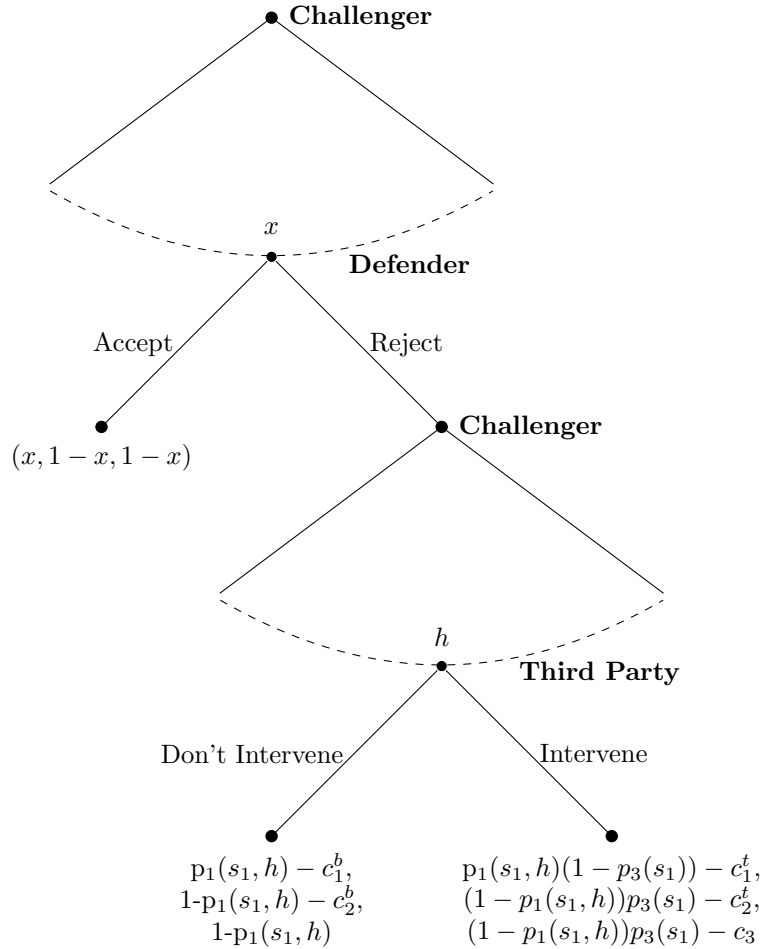 Challenger
x
Defender
Accept
Reject
(x, 1 − x, 1 − x)
Challenger
h
Third Party
Don't Intervene
Intervene
p₁(s₁, h) − c₁ᵇ,
1-p₁(s₁, h) − c₂ᵇ,
1-p₁(s₁, h)
p₁(s₁, h)(1 − p₃(s₁)) − c₁ᵗ,
(1 − p₁(s₁, h))p₃(s₁) − c₂ᵗ,
(1 − p₁(s₁, h))p₃(s₁) − c₃